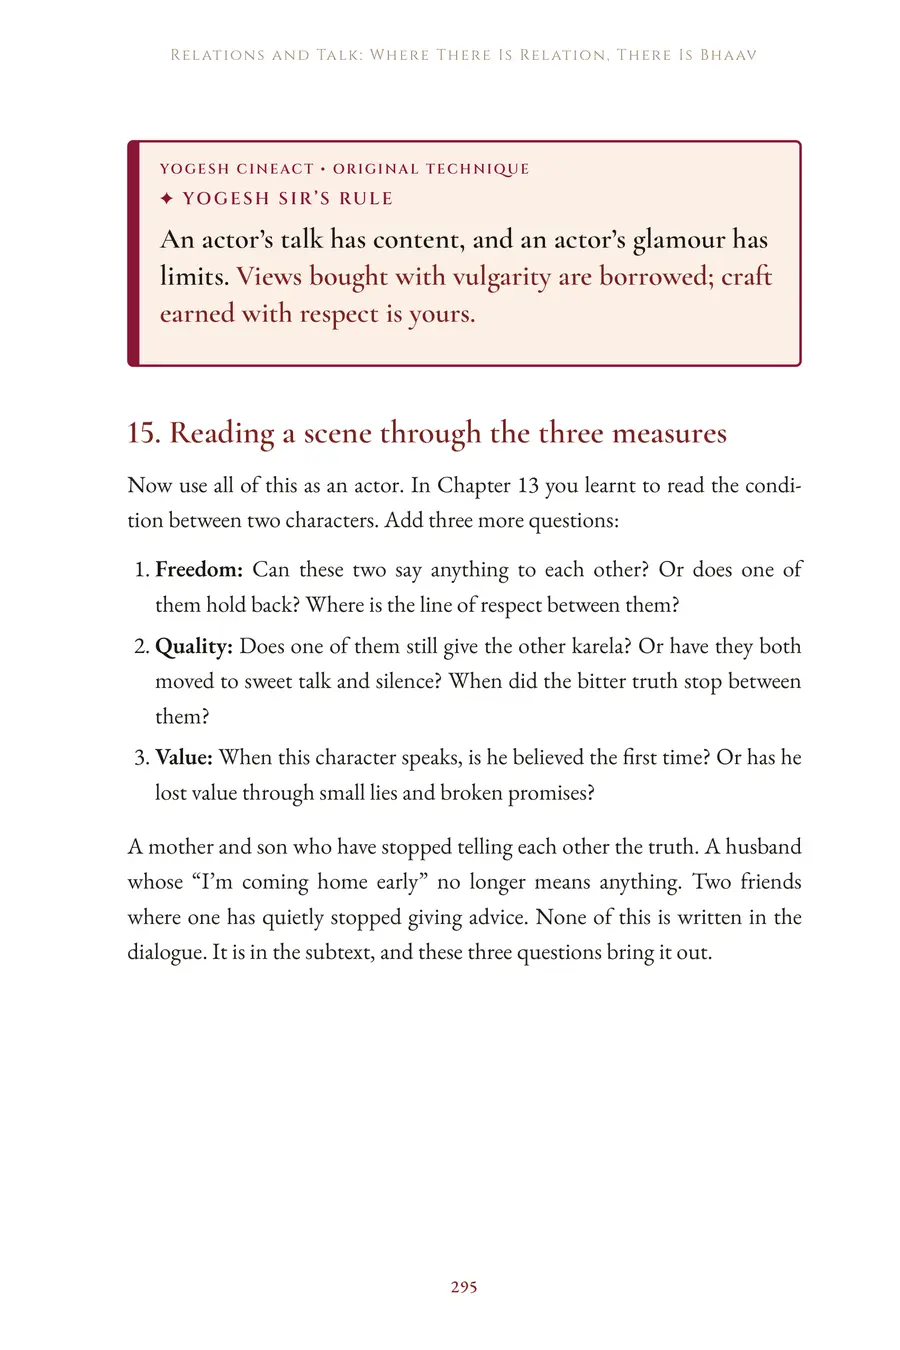 Relations and Talk: Where There Is Relation, There Is Bhaav
YOGESH CINEACT • ORIGINAL TECHNIQUE
✦ YOGESH SIR’S RULE
An actor’s talk has content, and an actor’s glamour has
limits. Views bought with vulgarity are borrowed; craft
earned with respect is yours.
15. Reading a scene through the three measures
Now use all of this as an actor. In Chapter 13 you learnt to read the condi-
tion between two characters. Add three more questions:
1. Freedom: Can these two say anything to each other? Or does one of
them hold back? Where is the line of respect between them?
2. Quality: Does one of them still give the other karela? Or have they both
moved to sweet talk and silence? When did the bitter truth stop between
them?
3. Value: When this character speaks, is he believed the first time? Or has he
lost value through small lies and broken promises?
A mother and son who have stopped telling each other the truth. A husband
whose “I’m coming home early” no longer means anything. Two friends
where one has quietly stopped giving advice. None of this is written in the
dialogue. It is in the subtext, and these three questions bring it out.
295